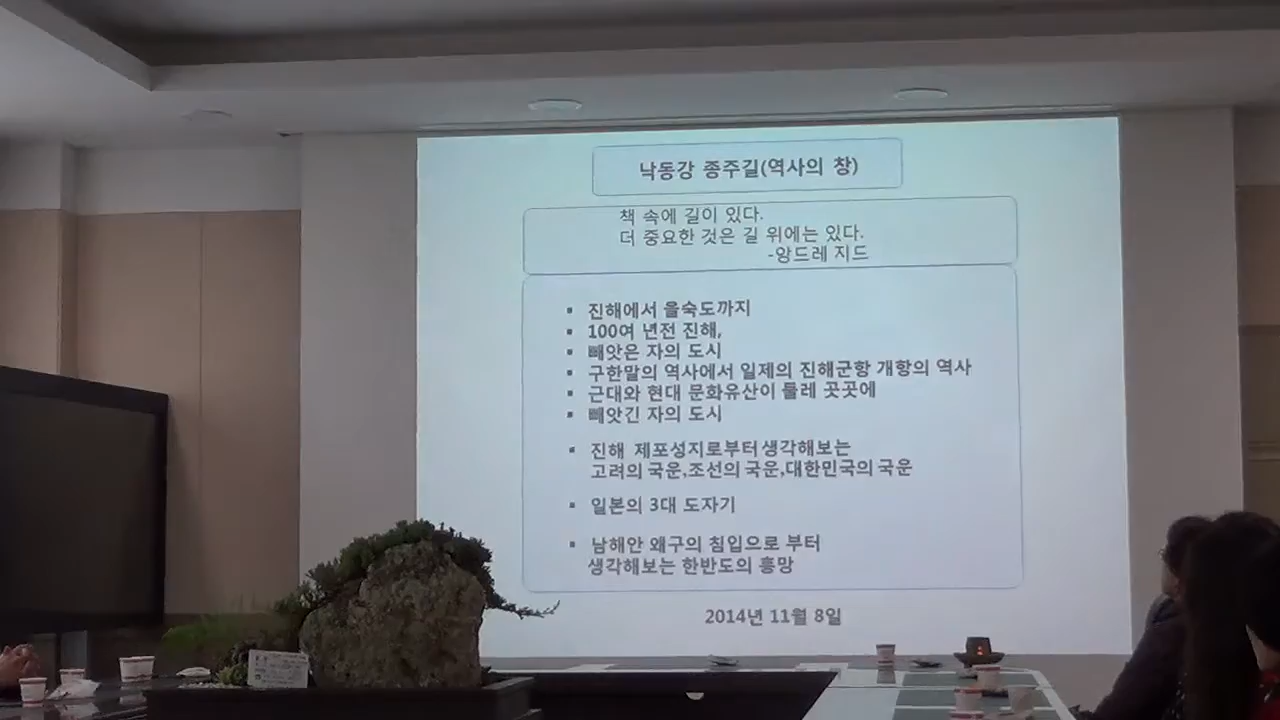 낙동강 종주길(역사의 창)
책 속에 길이 있다.
더 중요한 것은 길 위에는 있다.
-앙드레 지드
▪ 진해에서 을숙도까지
▪ 100여 년전 진해,
▪ 빼앗은 자의 도시
▪ 구한말의 역사에서 일제의 진해군항 개항의 역사
▪ 근대와 현대 문화유산이 둘레 곳곳에
▪ 빼앗긴 자의 도시
▪ 진해 제포성지로부터 생각해보는
고려의 국운,조선의 국운,대한민국의 국운
▪ 일본의 3대 도자기
▪ 남해안 왜구의 침입으로 부터
생각해보는 한반도의 흥망
2014년 11월 8일